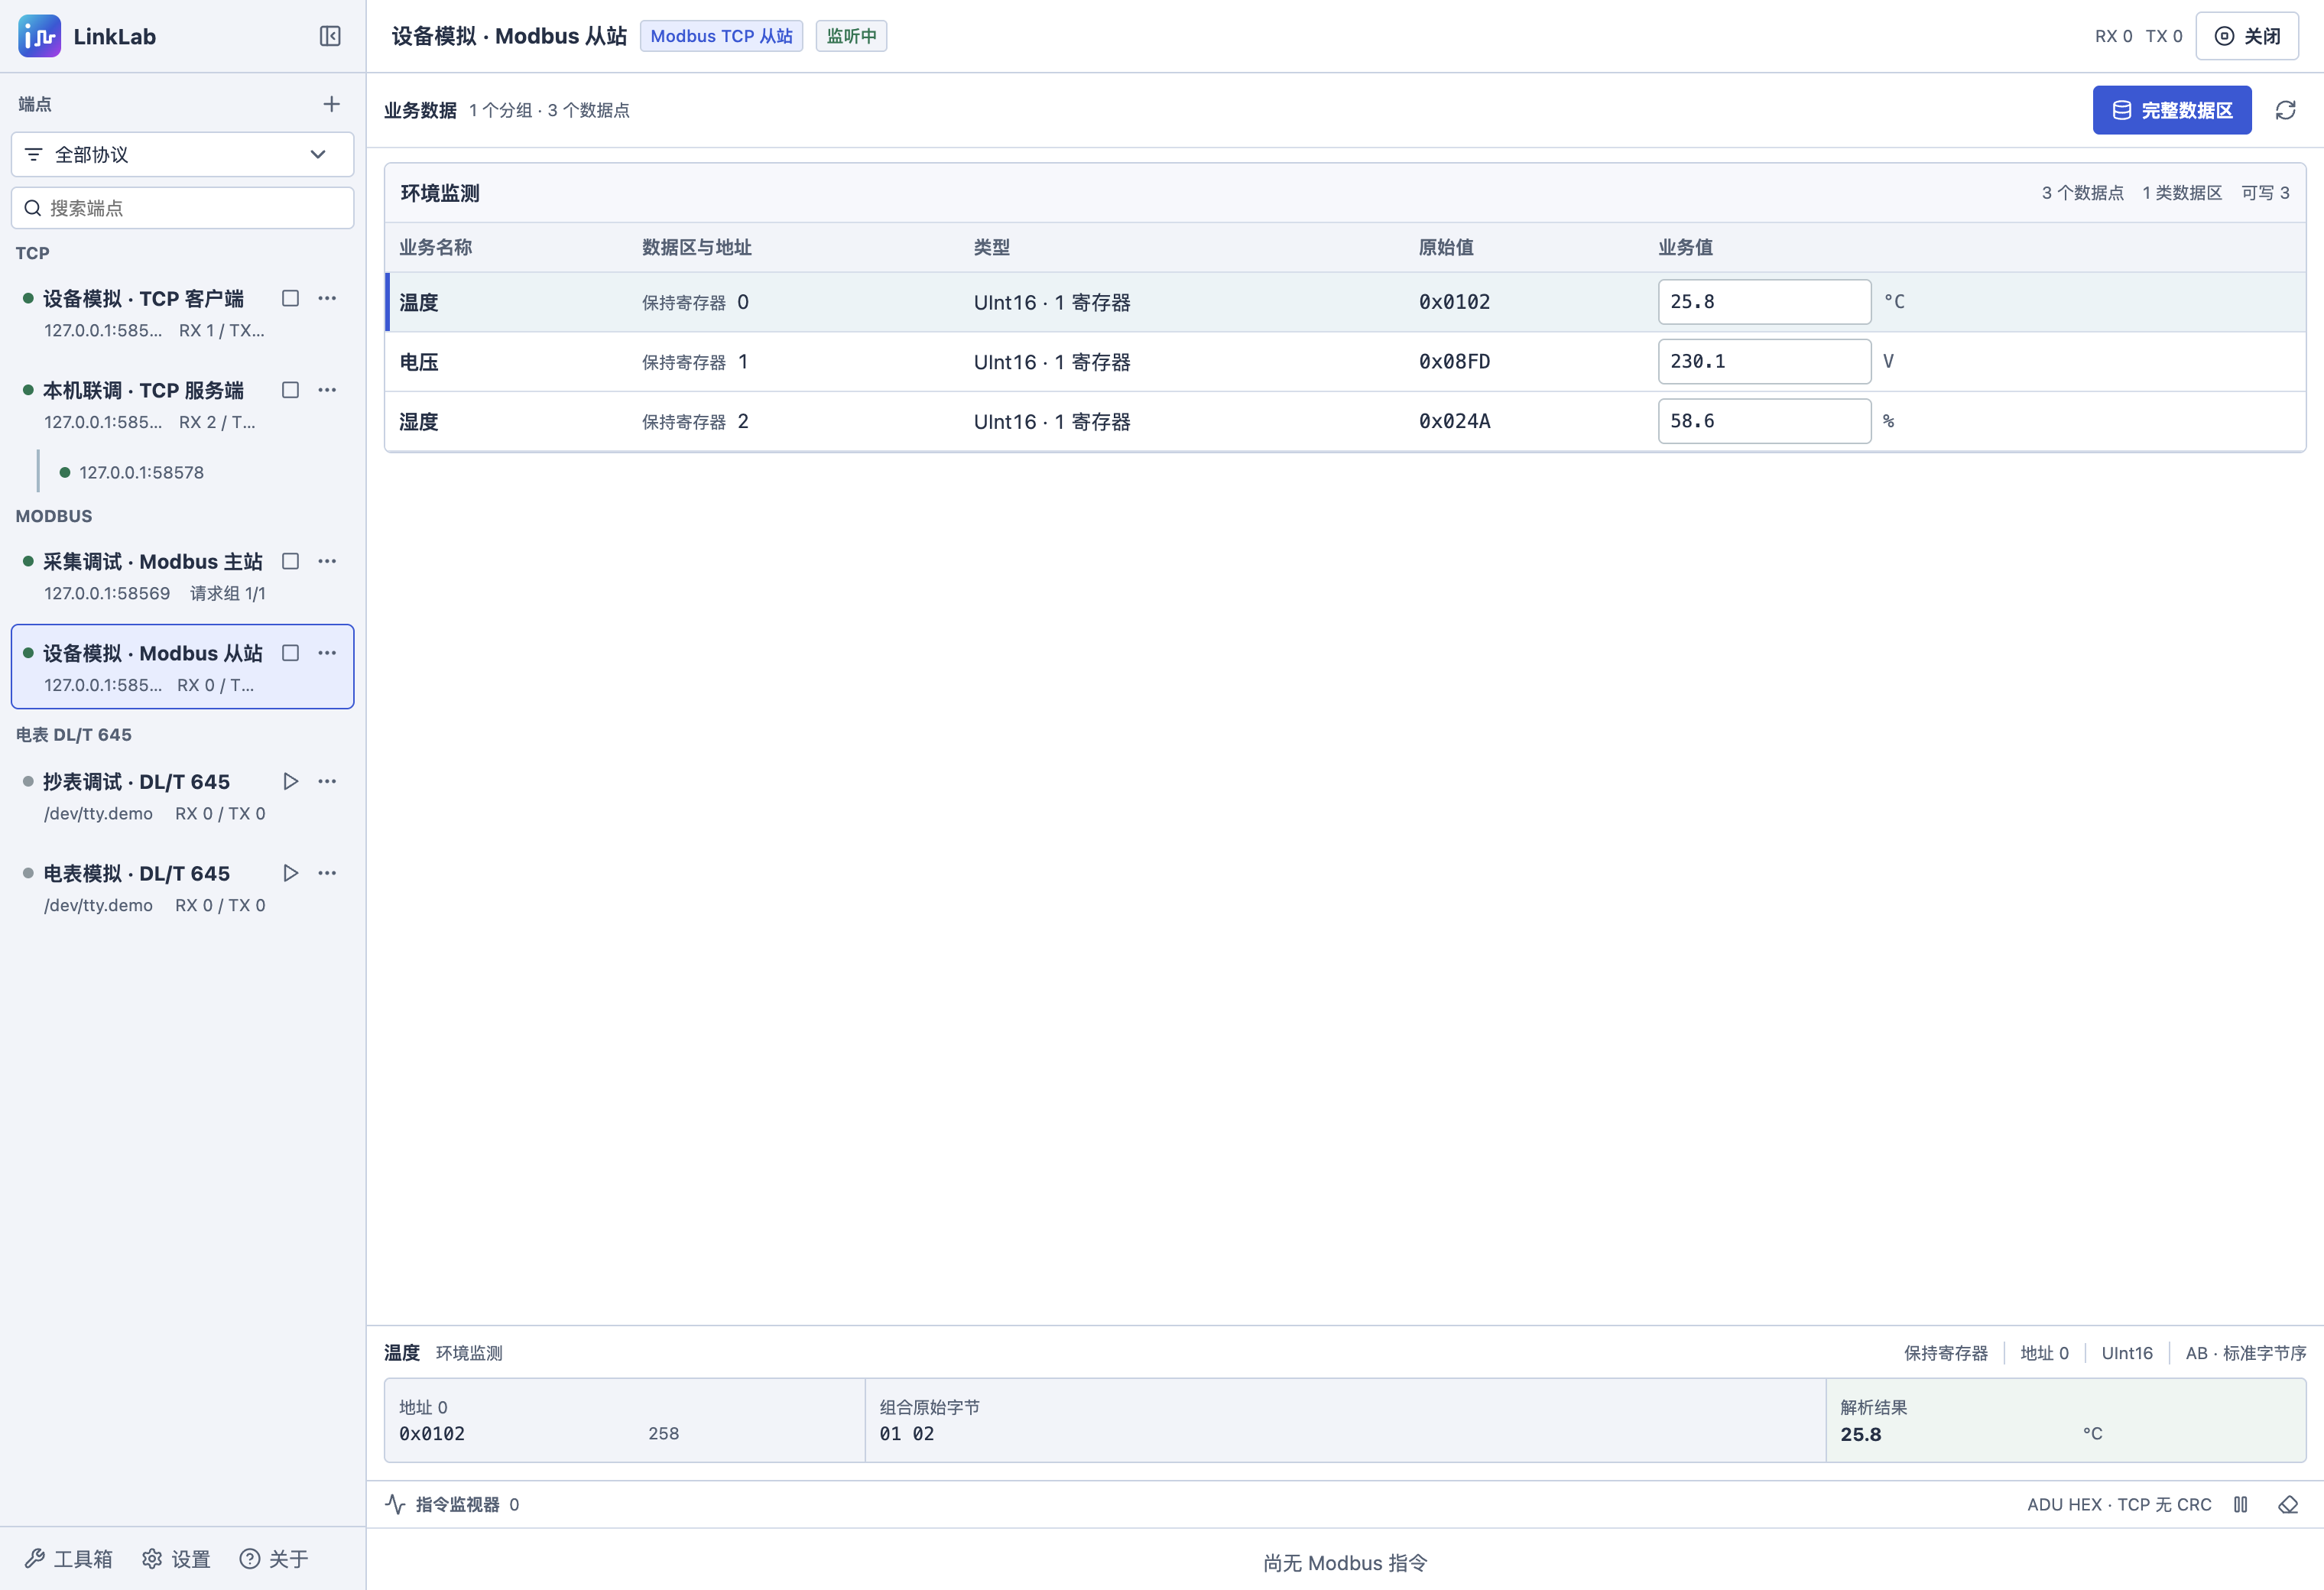 LinkLab
端点
全部协议
搜索端点
TCP
设备模拟 · TCP 客户端
127.0.0.1:585... RX 1 / TX...
本机联调 · TCP 服务端
127.0.0.1:585... RX 2 / T...
127.0.0.1:58578
MODBUS
采集调试 · Modbus 主站
127.0.0.1:58569 请求组 1/1
设备模拟 · Modbus 从站
127.0.0.1:585... RX 0 / T...
电表 DL/T 645
抄表调试 · DL/T 645
/dev/tty.demo RX 0 / TX 0
电表模拟 · DL/T 645
/dev/tty.demo RX 0 / TX 0
工具箱 设置 关于
设备模拟 · Modbus 从站 Modbus TCP 从站 监听中 RX 0 TX 0 关闭
业务数据 1 个分组 · 3 个数据点 完整数据区
环境监测 3 个数据点 1 类数据区 可写 3
业务名称 数据区与地址 类型 原始值 业务值
温度 保持寄存器 0 UInt16 · 1 寄存器 0x0102 25.8 °C
电压 保持寄存器 1 UInt16 · 1 寄存器 0x08FD 230.1 V
湿度 保持寄存器 2 UInt16 · 1 寄存器 0x024A 58.6 %
温度 环境监测 保持寄存器 地址 0 UInt16 AB · 标准字节序
地址 0 组合原始字节 解析结果
0x0102 258 01 02 25.8 °C
指令监视器 0 ADU HEX · TCP 无 CRC
尚无 Modbus 指令